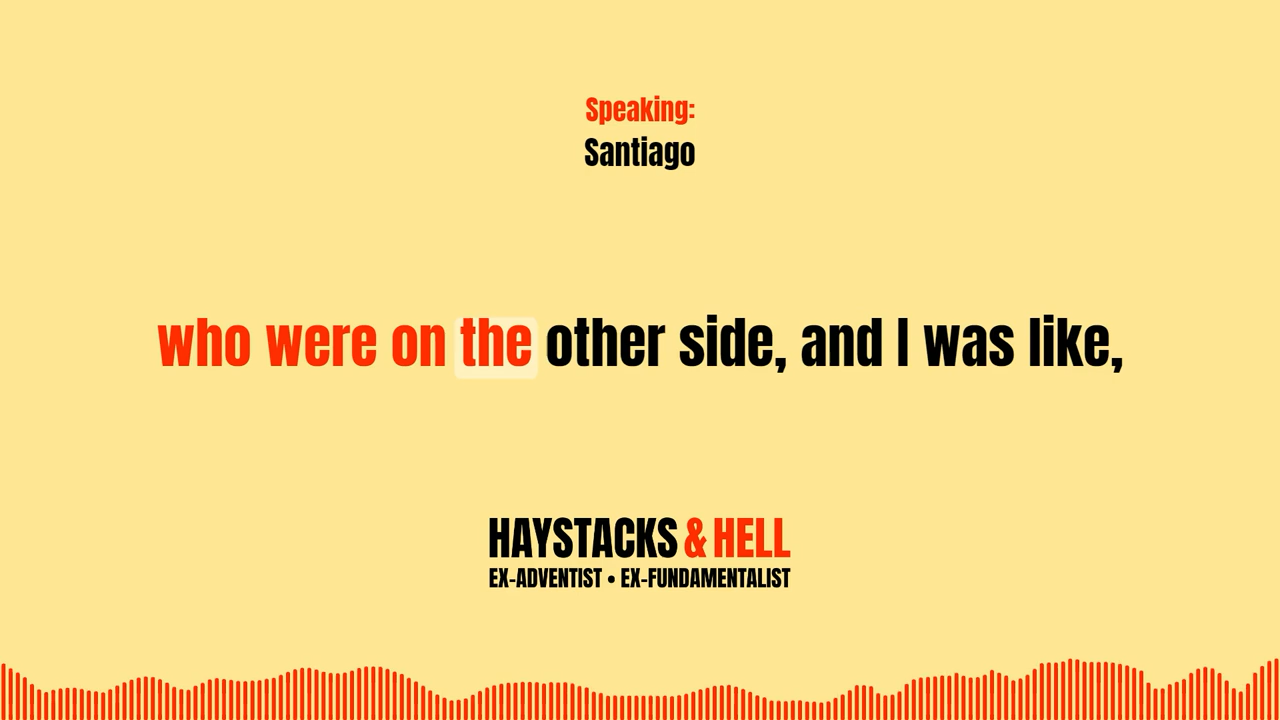 Speaking:
Santiago
who were on the other side, and I was like,
HAYSTACKS & HELL
EX-ADVENTIST • EX-FUNDAMENTALIST